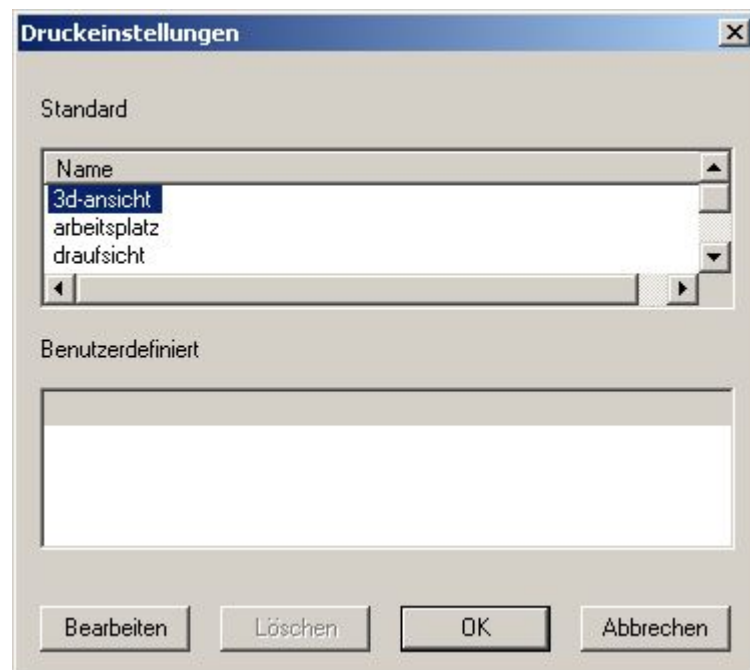 Druckeinstellungen
Standard
Name
3d-ansicht
arbeitsplatz
draufsicht
Benutzerdefiniert
Bearbeiten Löschen OK Abbrechen